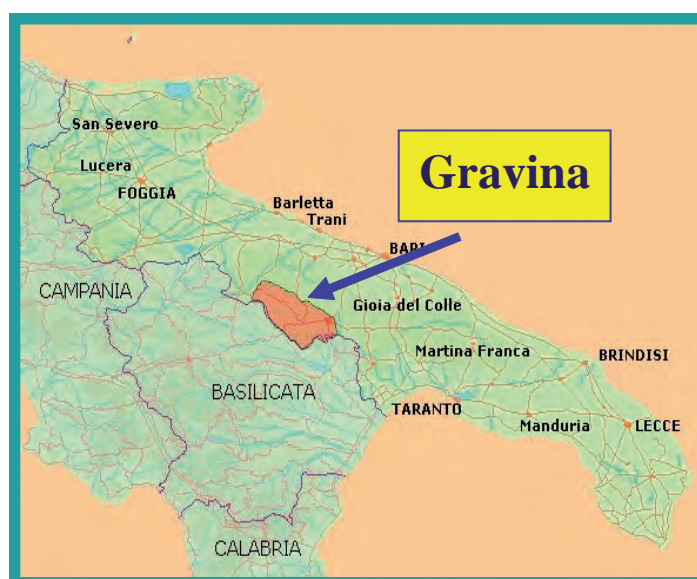 San Severo
Lucera
FOGGIA
Gravina
Barletta
Trani
BARI
CAMPANIA
Gioia del Colle
Martina Franca
BRINDISI
BASILICATA
TARANTO
Manduria
LECCE
CALABRIA